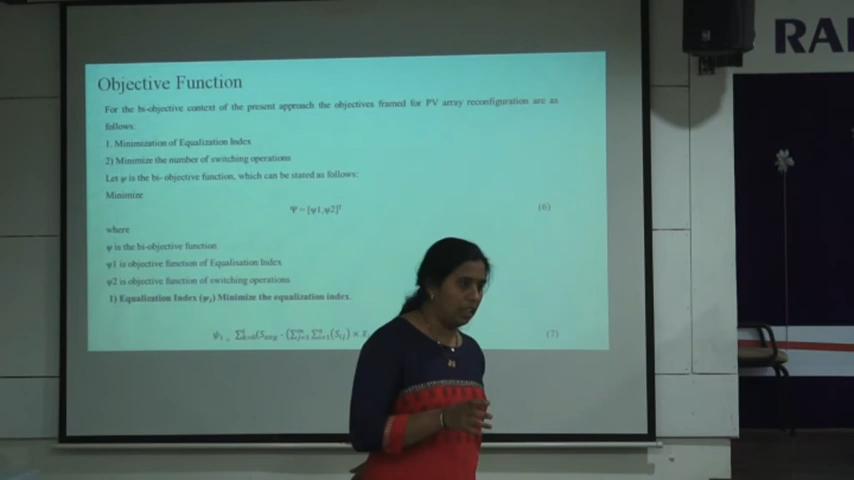 Objective Function
For the bi-objective context of the present approach the objectives framed for PV array reconfiguration are as
follows:
1. Minimization of Equalization Index
2) Minimize the number of switching operations
Let ψ is the bi- objective function, which can be stated as follows:
Minimize
Ψ = [ψ1,ψ2]ᵗ (6)
where
ψ is the bi-objective function
ψ1 is objective function of Equalisation Index
ψ2 is objective function of switching operations
1) Equalization Index (ψ₁) Minimize the equalization index.
(7)